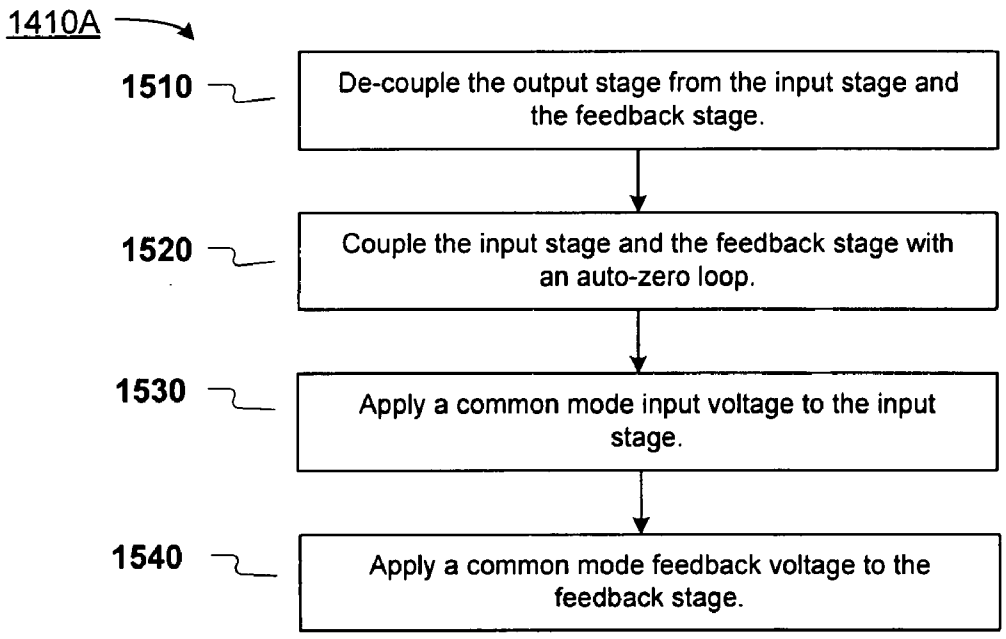 1410A
1510
De-couple the output stage from the input stage and
the feedback stage.
1520
Couple the input stage and the feedback stage with
an auto-zero loop.
1530
Apply a common mode input voltage to the input
stage.
1540
Apply a common mode feedback voltage to the
feedback stage.